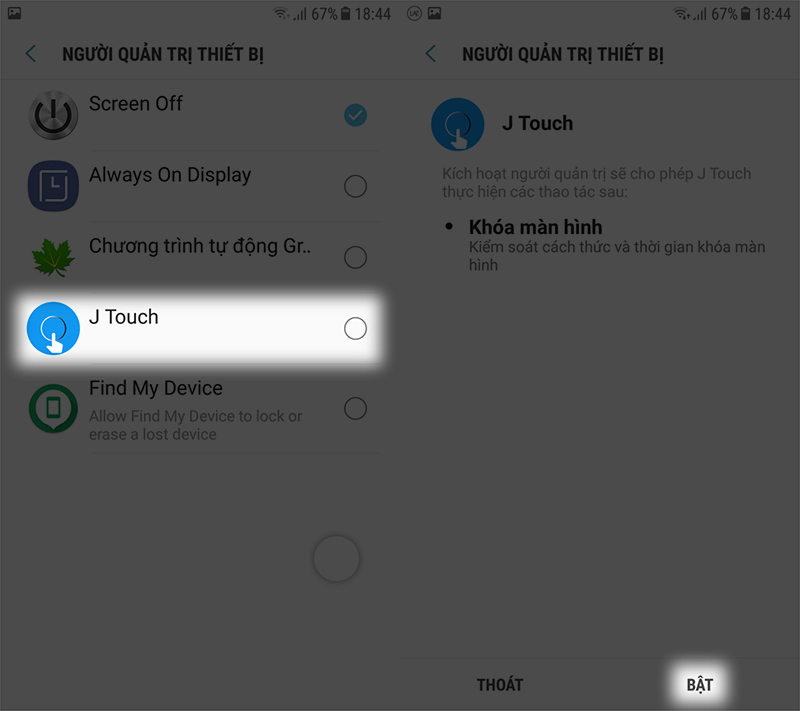 67% 18:44
NGƯỜI QUẢN TRỊ THIẾT BỊ
Screen Off
Always On Display
Chương trình tự động Gr..
J Touch
Find My Device
Allow Find My Device to lock or
erase a lost device
67% 18:44
NGƯỜI QUẢN TRỊ THIẾT BỊ
J Touch
Kích hoạt người quản trị sẽ cho phép J Touch
thực hiện các thao tác sau:
• Khóa màn hình
Kiểm soát cách thức và thời gian khóa màn
hình
THOÁT BẬT